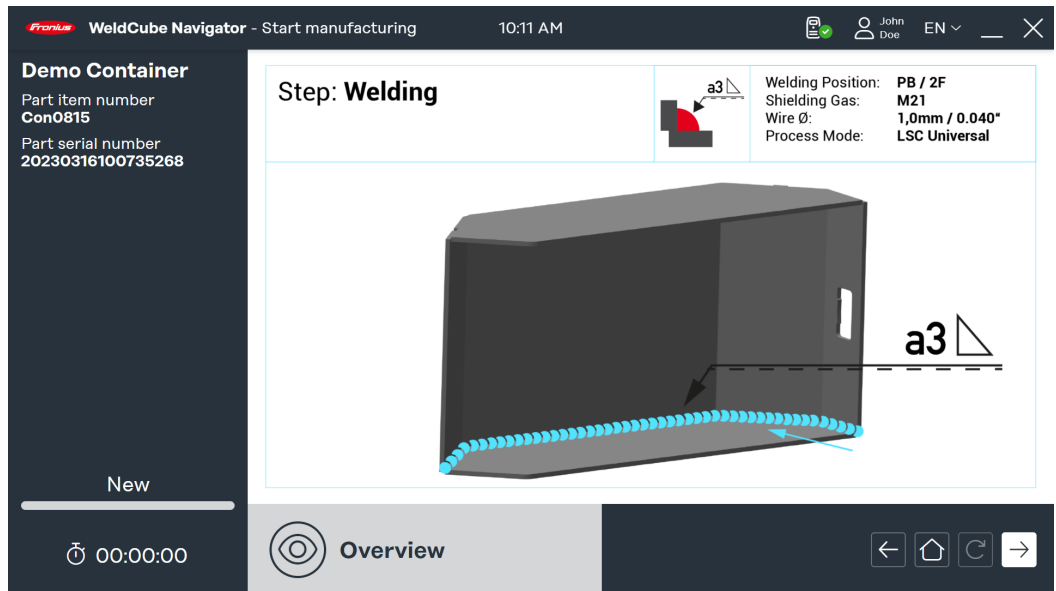 Fronius WeldCube Navigator - Start manufacturing 10:11 AM John Doe EN
Demo Container
Part item number
Con0815
Part serial number
20230316100735268
Step: Welding
a3
Welding Position: PB / 2F
Shielding Gas: M21
Wire Ø: 1,0mm / 0.040"
Process Mode: LSC Universal
a3
New
00:00:00
Overview